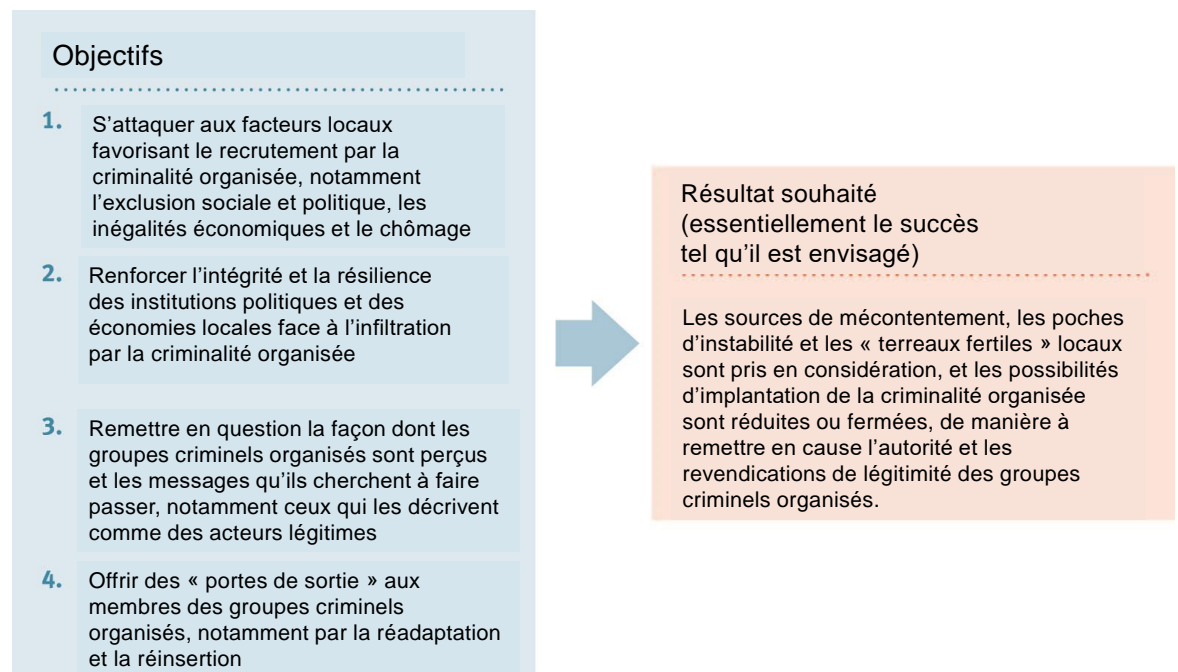 Objectifs
1. S’attaquer aux facteurs locaux
favorisant le recrutement par la
criminalité organisée, notamment
l’exclusion sociale et politique, les
inégalités économiques et le chômage
2. Renforcer l’intégrité et la résilience
des institutions politiques et des
économies locales face à l’infiltration
par la criminalité organisée
3. Remettre en question la façon dont les
groupes criminels organisés sont perçus
et les messages qu’ils cherchent à faire
passer, notamment ceux qui les décrivent
comme des acteurs légitimes
4. Offrir des « portes de sortie » aux
membres des groupes criminels
organisés, notamment par la réadaptation
et la réinsertion
Résultat souhaité
(essentiellement le succès
tel qu’il est envisagé)
Les sources de mécontentement, les poches
d’instabilité et les « terreaux fertiles » locaux
sont pris en considération, et les possibilités
d’implantation de la criminalité organisée
sont réduites ou fermées, de manière à
remettre en cause l’autorité et les
revendications de légitimité des groupes
criminels organisés.